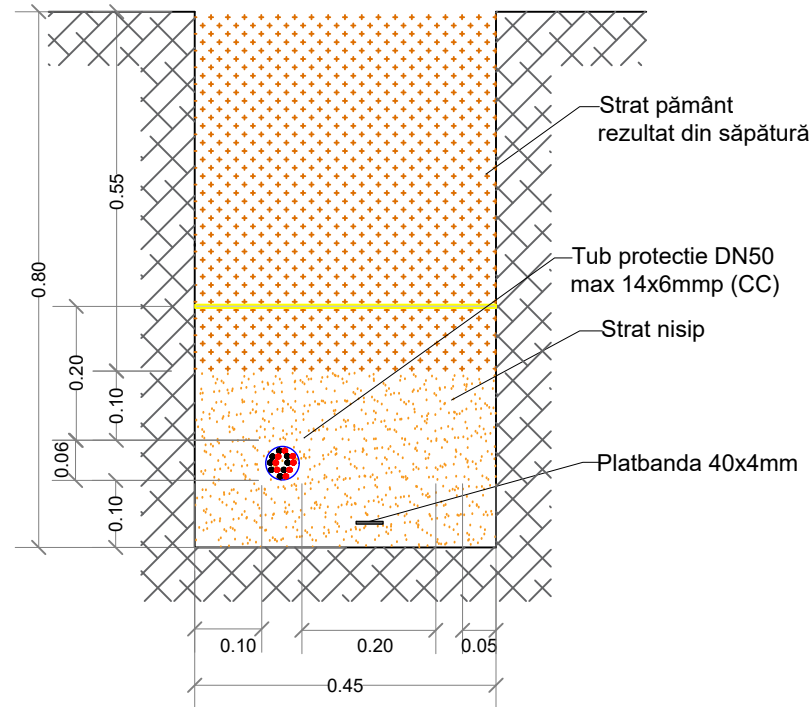 Strat pământ
rezultat din săpătură
Tub protectie DN50
max 14x6mmp (CC)
Strat nisip
Platbanda 40x4mm
0.80
0.55
0.20
0.10
0.06
0.10
0.10
0.20
0.05
0.45